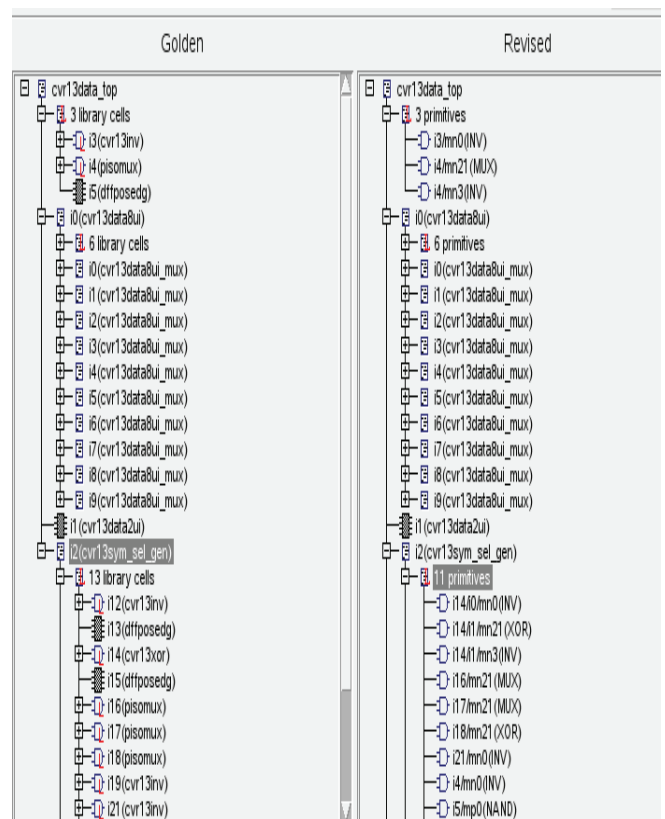 Golden
cvr13data_top
3 library cells
i3(cvr13inv)
i4(pisomux)
i5(dffposedg)
i0(cvr13data8ui)
6 library cells
i0(cvr13data8ui_mux)
i1(cvr13data8ui_mux)
i2(cvr13data8ui_mux)
i3(cvr13data8ui_mux)
i4(cvr13data8ui_mux)
i5(cvr13data8ui_mux)
i6(cvr13data8ui_mux)
i7(cvr13data8ui_mux)
i8(cvr13data8ui_mux)
i9(cvr13data8ui_mux)
i1(cvr13data2ui)
i2(cvr13sym_sel_gen)
13 library cells
i12(cvr13inv)
i13(dffposedg)
i14(cvr13xor)
i15(dffposedg)
i16(pisomux)
i17(pisomux)
i18(pisomux)
i19(cvr13inv)
i21(cvr13inv)
Revised
cvr13data_top
3 primitives
i3/mn0(INV)
i4/mn21(MUX)
i4/mn3(INV)
i0(cvr13data8ui)
6 primitives
i0(cvr13data8ui_mux)
i1(cvr13data8ui_mux)
i2(cvr13data8ui_mux)
i3(cvr13data8ui_mux)
i4(cvr13data8ui_mux)
i5(cvr13data8ui_mux)
i6(cvr13data8ui_mux)
i7(cvr13data8ui_mux)
i8(cvr13data8ui_mux)
i9(cvr13data8ui_mux)
i1(cvr13data2ui)
i2(cvr13sym_sel_gen)
11 primitives
i14/i0/mn0(INV)
i14/i1/mn21(XOR)
i14/i1/mn3(INV)
i16/mn21(MUX)
i17/mn21(MUX)
i18/mn21(XOR)
i21/mn0(INV)
i4/mn0(INV)
i5/mp0(NAND)